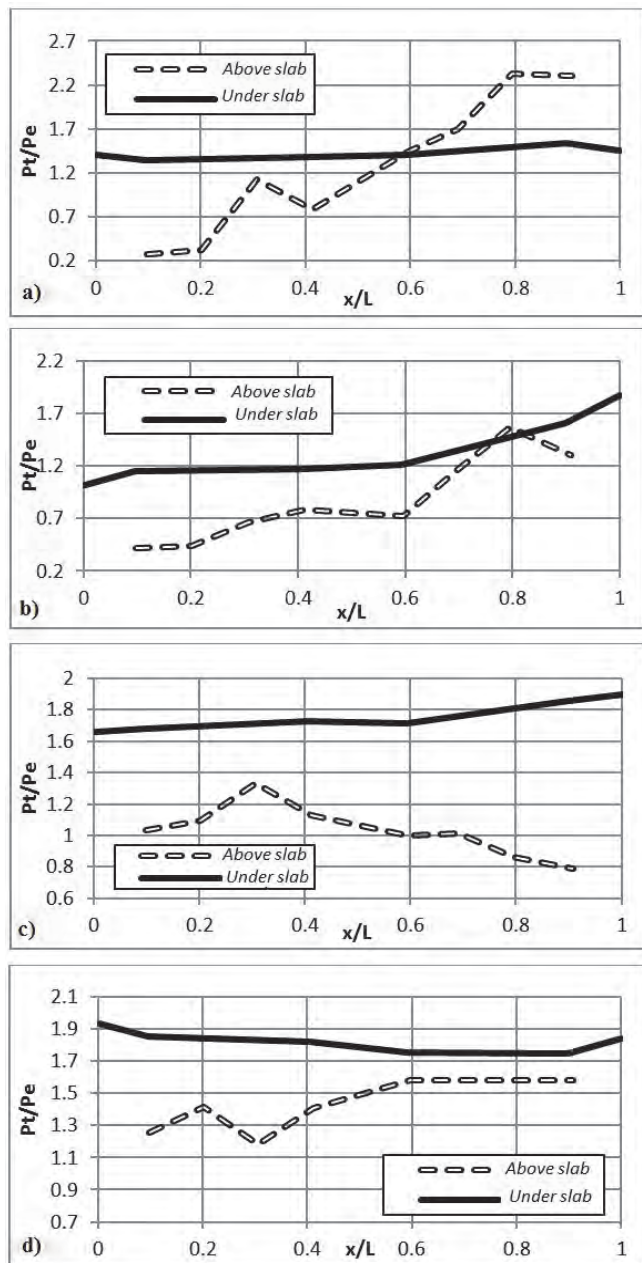 2.7
2.2
1.7
1.2
0.7
0.2
Pt/Pe
Above slab
Under slab
0 0.2 0.4 0.6 0.8 1
x/L
a)
2.2
1.7
1.2
0.7
0.2
Pt/Pe
Above slab
Under slab
0 0.2 0.4 0.6 0.8 1
x/L
b)
2
1.8
1.6
1.4
1.2
1
0.8
0.6
Pt/Pe
Above slab
Under slab
0 0.2 0.4 0.6 0.8 1
x/L
c)
2.1
1.9
1.7
1.5
1.3
1.1
0.9
0.7
Pt/Pe
Above slab
Under slab
0 0.2 0.4 0.6 0.8 1
x/L
d)